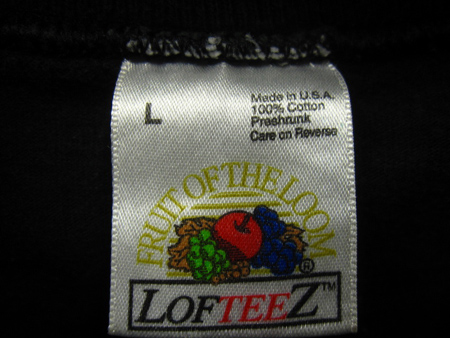 L
Made in U.S.A.
100% Cotton
Preshrunk
Care on Reverse
FRUIT OF THE LOOM
®
LOFTEEZ™